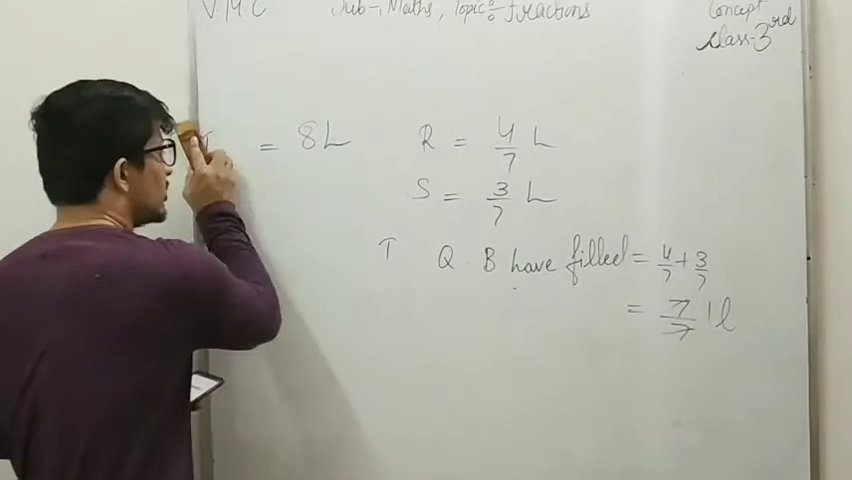 V M C Sub-, Maths, Topic: Fractions Concept
Class-3rd
T = 8L R = 4/7 L
S = 3/7 L
T Q. B have filled = 4/7 + 3/7
= 7/7 1 l